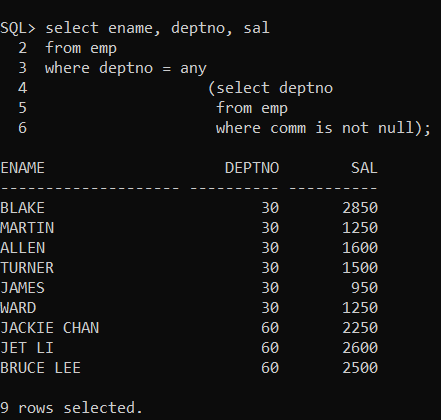 SQL> select ename, deptno, sal
  2  from emp
  3  where deptno = any
  4                    (select deptno
  5                     from emp
  6                     where comm is not null);

ENAME                    DEPTNO        SAL
-------------------- ---------- ----------
BLAKE                        30       2850
MARTIN                       30       1250
ALLEN                        30       1600
TURNER                       30       1500
JAMES                        30        950
WARD                         30       1250
JACKIE CHAN                  60       2250
JET LI                       60       2600
BRUCE LEE                    60       2500

9 rows selected.